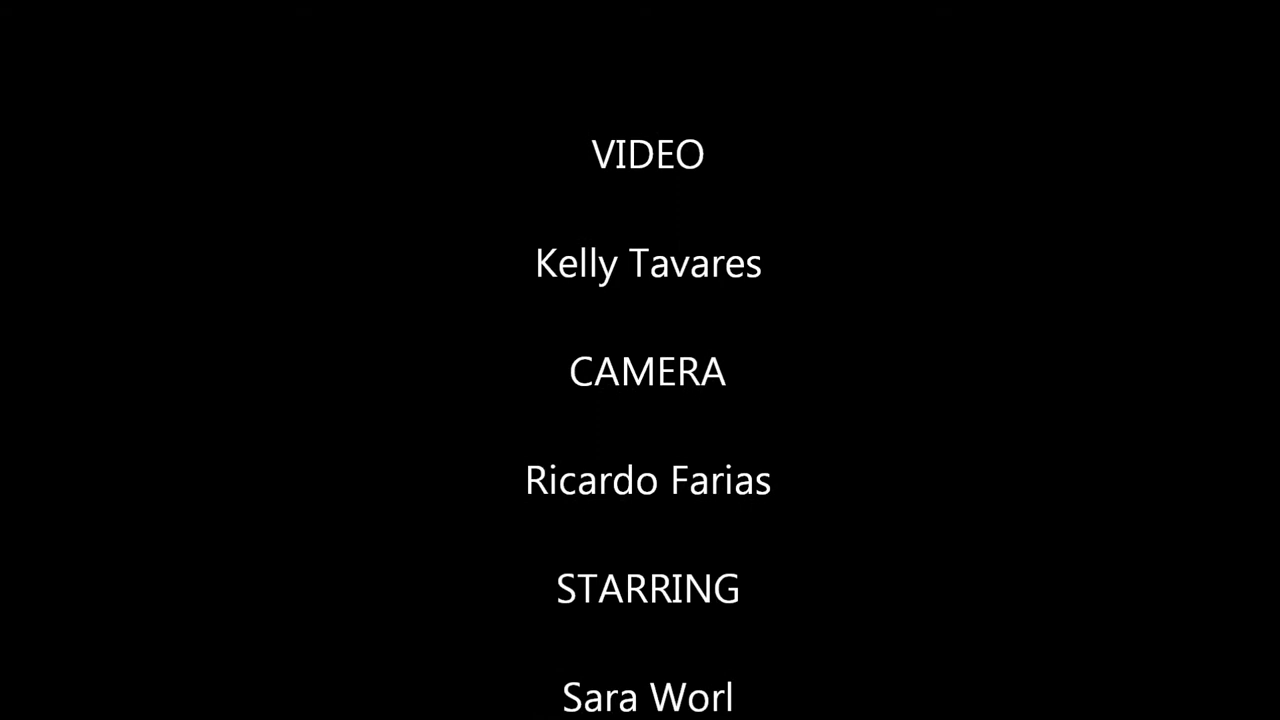 VIDEO
Kelly Tavares
CAMERA
Ricardo Farias
STARRING
Sara Worl